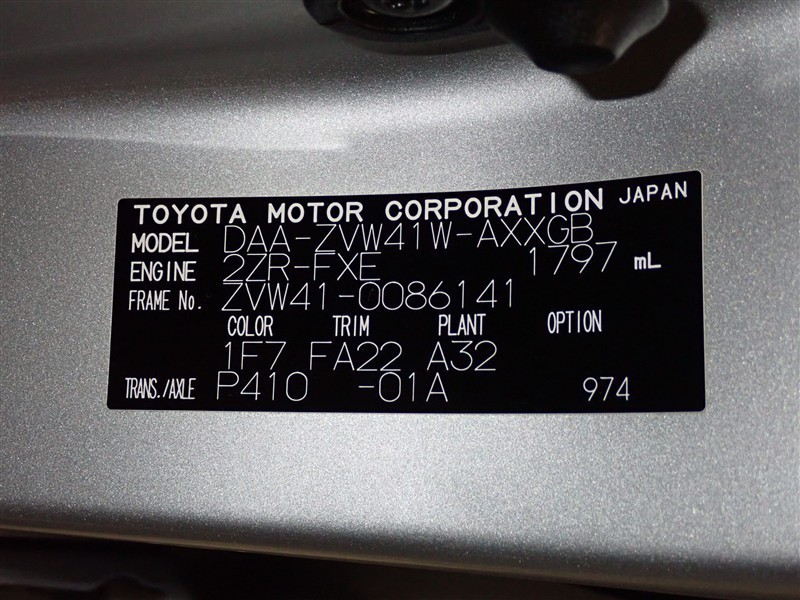 TOYOTA MOTOR CORPORATION JAPAN
MODEL DAA-ZVW41W-AXXGB
ENGINE 2ZR-FXE 1797 mL
FRAME No. ZVW41-0086141
COLOR TRIM PLANT OPTION
1F7 FA22 A32
TRANS./AXLE P410 -01A 974